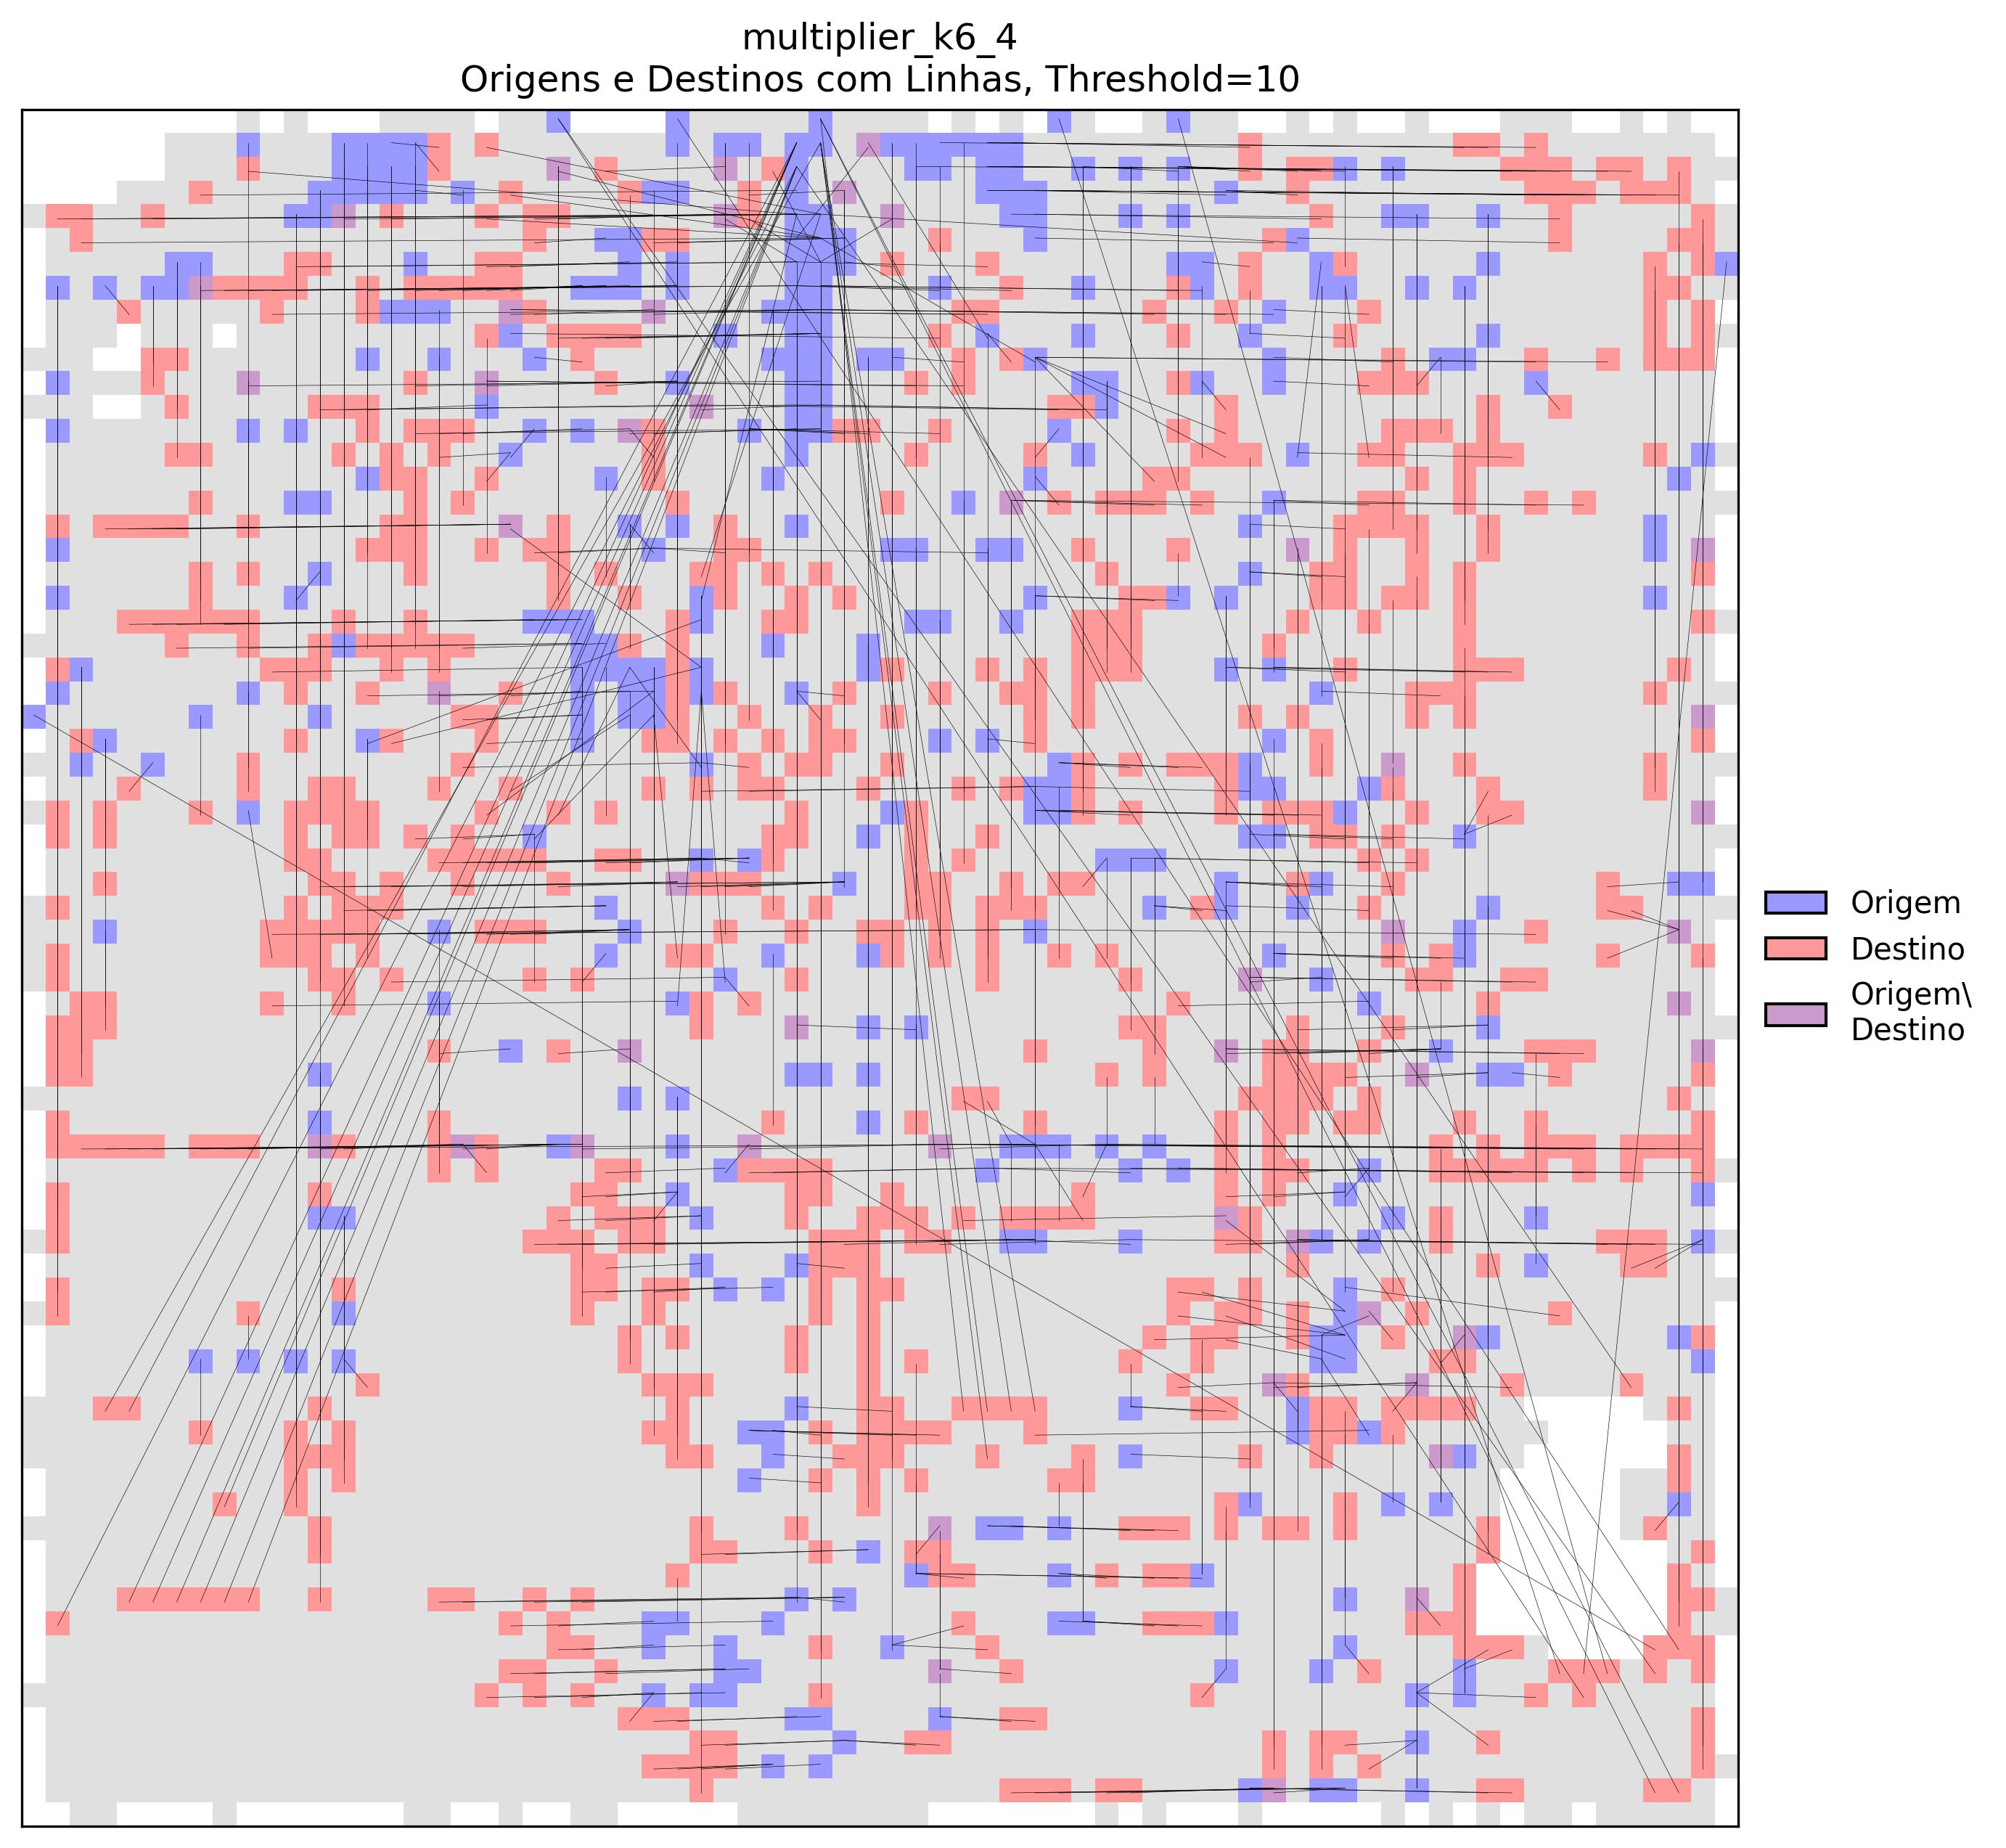 multiplier_k6_4
Origens e Destinos com Linhas, Threshold=10
Origem
Destino
Origem\
Destino